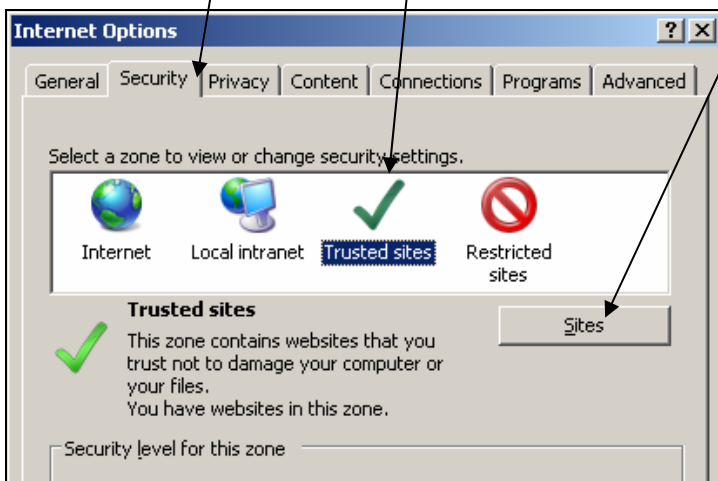 Internet Options
General Security Privacy Content Connections Programs Advanced
Select a zone to view or change security settings.
Internet Local intranet Trusted sites Restricted sites
Trusted sites
Sites
This zone contains websites that you
trust not to damage your computer or
your files.
You have websites in this zone.
Security level for this zone